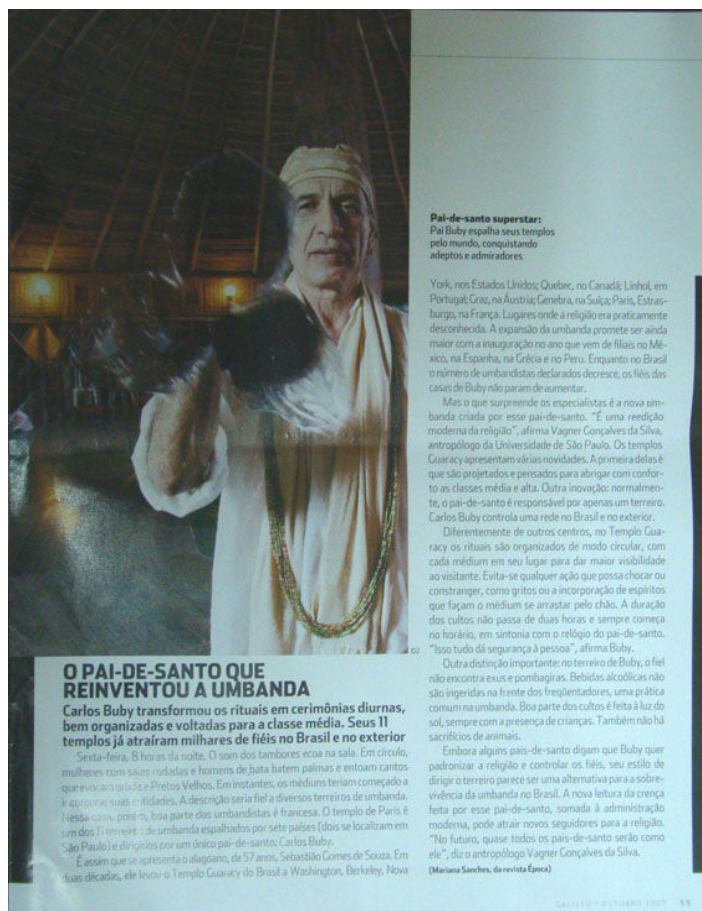 Pai-de-santo superstar:
Pai Buby espalha seus templos
pelo mundo, conquistando
adeptos e admiradores
O PAI-DE-SANTO QUE
REINVENTOU A UMBANDA
Carlos Buby transformou os rituais em cerimônias diurnas,
bem organizadas e voltadas para a classe média. Seus 11
templos já atraíram milhares de fiéis no Brasil e no exterior
Sexta-feira, 8 horas da noite. O som dos tambores ecoa na sala. Em círculo,
mulheres com saias rodadas e homens de bata batem palmas e entoam cantos
que evocam orixás e Pretos Velhos. Em instantes, os médiuns teriam começado a
incorporar suas entidades. A descrição seria fiel a diversos terreiros de umbanda.
Nessa casa, porém, boa parte dos umbandistas é francesa. O templo de Paris é
um dos 11 terreiros de umbanda espalhados por sete países (dois se localizam em
São Paulo) e dirigidos por um único pai-de-santo: Carlos Buby.
É assim que se apresenta o alagoano, de 57 anos, Sebastião Gomes de Souza. Em
duas décadas, ele levou o Templo Guaracy do Brasil a Washington, Berkeley, Nova
York, nos Estados Unidos; Quebec, no Canadá; Linhol, em
Portugal; Graz, na Áustria; Genebra, na Suíça; Paris, Estras-
burgo, na França. Lugares onde a religião era praticamente
desconhecida. A expansão da umbanda promete ser ainda
maior com a inauguração no ano que vem de filiais no Mé-
xico, na Espanha, na Grécia e no Peru. Enquanto no Brasil
o número de umbandistas declarados decresce, os fiéis das
casas de Buby não param de aumentar.
Mas o que surpreende os especialistas é a nova um-
banda criada por esse pai-de-santo. "É uma reedição
moderna da religião", afirma Vagner Gonçalves da Silva,
antropólogo da Universidade de São Paulo. Os templos
Guaracy apresentam várias novidades. A primeira delas é
que são projetados e pensados para abrigar com confor-
to as classes média e alta. Outra inovação: normalmen-
te, o pai-de-santo é responsável por apenas um terreiro.
Carlos Buby controla uma rede no Brasil e no exterior.
Diferentemente de outros centros, no Templo Gua-
racy os rituais são organizados de modo circular, com
cada médium em seu lugar para dar maior visibilidade
ao visitante. Evita-se qualquer ação que possa chocar ou
constranger, como gritos ou a incorporação de espíritos
que façam o médium se arrastar pelo chão. A duração
dos cultos não passa de duas horas e sempre começa
no horário, em sintonia com o relógio do pai-de-santo.
"Isso tudo dá segurança à pessoa", afirma Buby.
Outra distinção importante: no terreiro de Buby, o fiel
não encontra exus e pombagiras. Bebidas alcoólicas não
são ingeridas na frente dos freqüentadores, uma prática
comum na umbanda. Boa parte dos cultos é feita à luz do
sol, sempre com a presença de crianças. Também não há
sacrifícios de animais.
Embora alguns pais-de-santo digam que Buby quer
padronizar a religião e controlar os fiéis, seu estilo de
dirigir o terreiro parece ser uma alternativa para a sobre-
vivência da umbanda no Brasil. A nova leitura da crença
feita por esse pai-de-santo, somada à administração
moderna, pode atrair novos seguidores para a religião.
"No futuro, quase todos os pais-de-santo serão como
ele", diz o antropólogo Vagner Gonçalves da Silva.
(Mariana Sanches, da revista Época)
GALILEU | OUTUBRO 2007